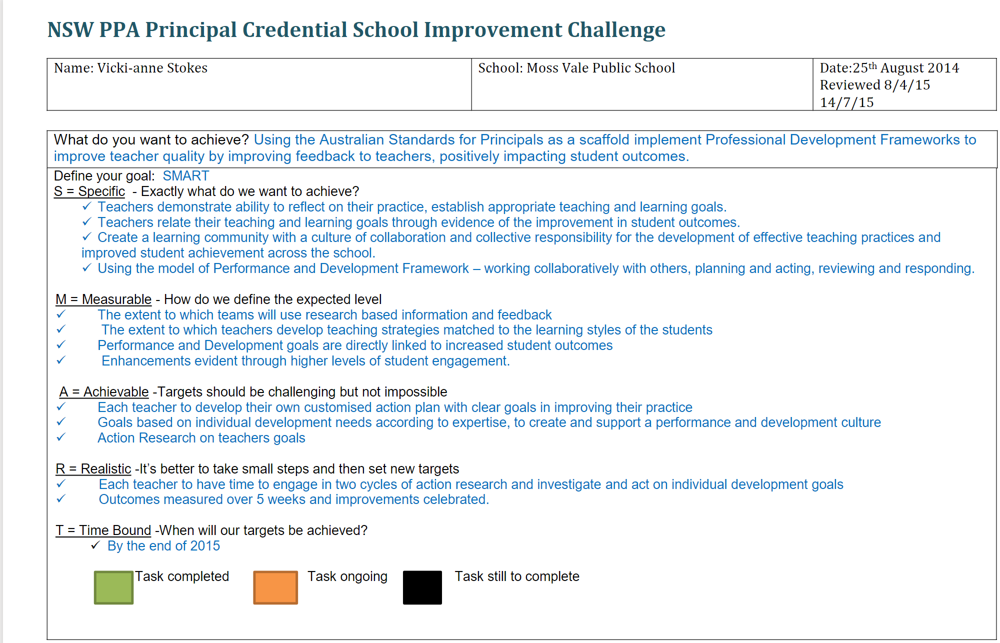 NSW PPA Principal Credential School Improvement Challenge
Name: Vicki-anne Stokes
School: Moss Vale Public School
Date:25th August 2014
Reviewed 8/4/15
14/7/15
What do you want to achieve? Using the Australian Standards for Principals as a scaffold implement Professional Development Frameworks to
improve teacher quality by improving feedback to teachers, positively impacting student outcomes.
Define your goal: SMART
S = Specific - Exactly what do we want to achieve?
✓ Teachers demonstrate ability to reflect on their practice, establish appropriate teaching and learning goals.
✓ Teachers relate their teaching and learning goals through evidence of the improvement in student outcomes.
✓ Create a learning community with a culture of collaboration and collective responsibility for the development of effective teaching practices and
improved student achievement across the school.
✓ Using the model of Performance and Development Framework – working collaboratively with others, planning and acting, reviewing and responding.
M = Measurable - How do we define the expected level
✓ The extent to which teams will use research based information and feedback
✓ The extent to which teachers develop teaching strategies matched to the learning styles of the students
✓ Performance and Development goals are directly linked to increased student outcomes
✓ Enhancements evident through higher levels of student engagement.
A = Achievable -Targets should be challenging but not impossible
✓ Each teacher to develop their own customised action plan with clear goals in improving their practice
✓ Goals based on individual development needs according to expertise, to create and support a performance and development culture
✓ Action Research on teachers goals
R = Realistic -It’s better to take small steps and then set new targets
✓ Each teacher to have time to engage in two cycles of action research and investigate and act on individual development goals
✓ Outcomes measured over 5 weeks and improvements celebrated.
T = Time Bound -When will our targets be achieved?
✓ By the end of 2015
Task completed
Task ongoing
Task still to complete